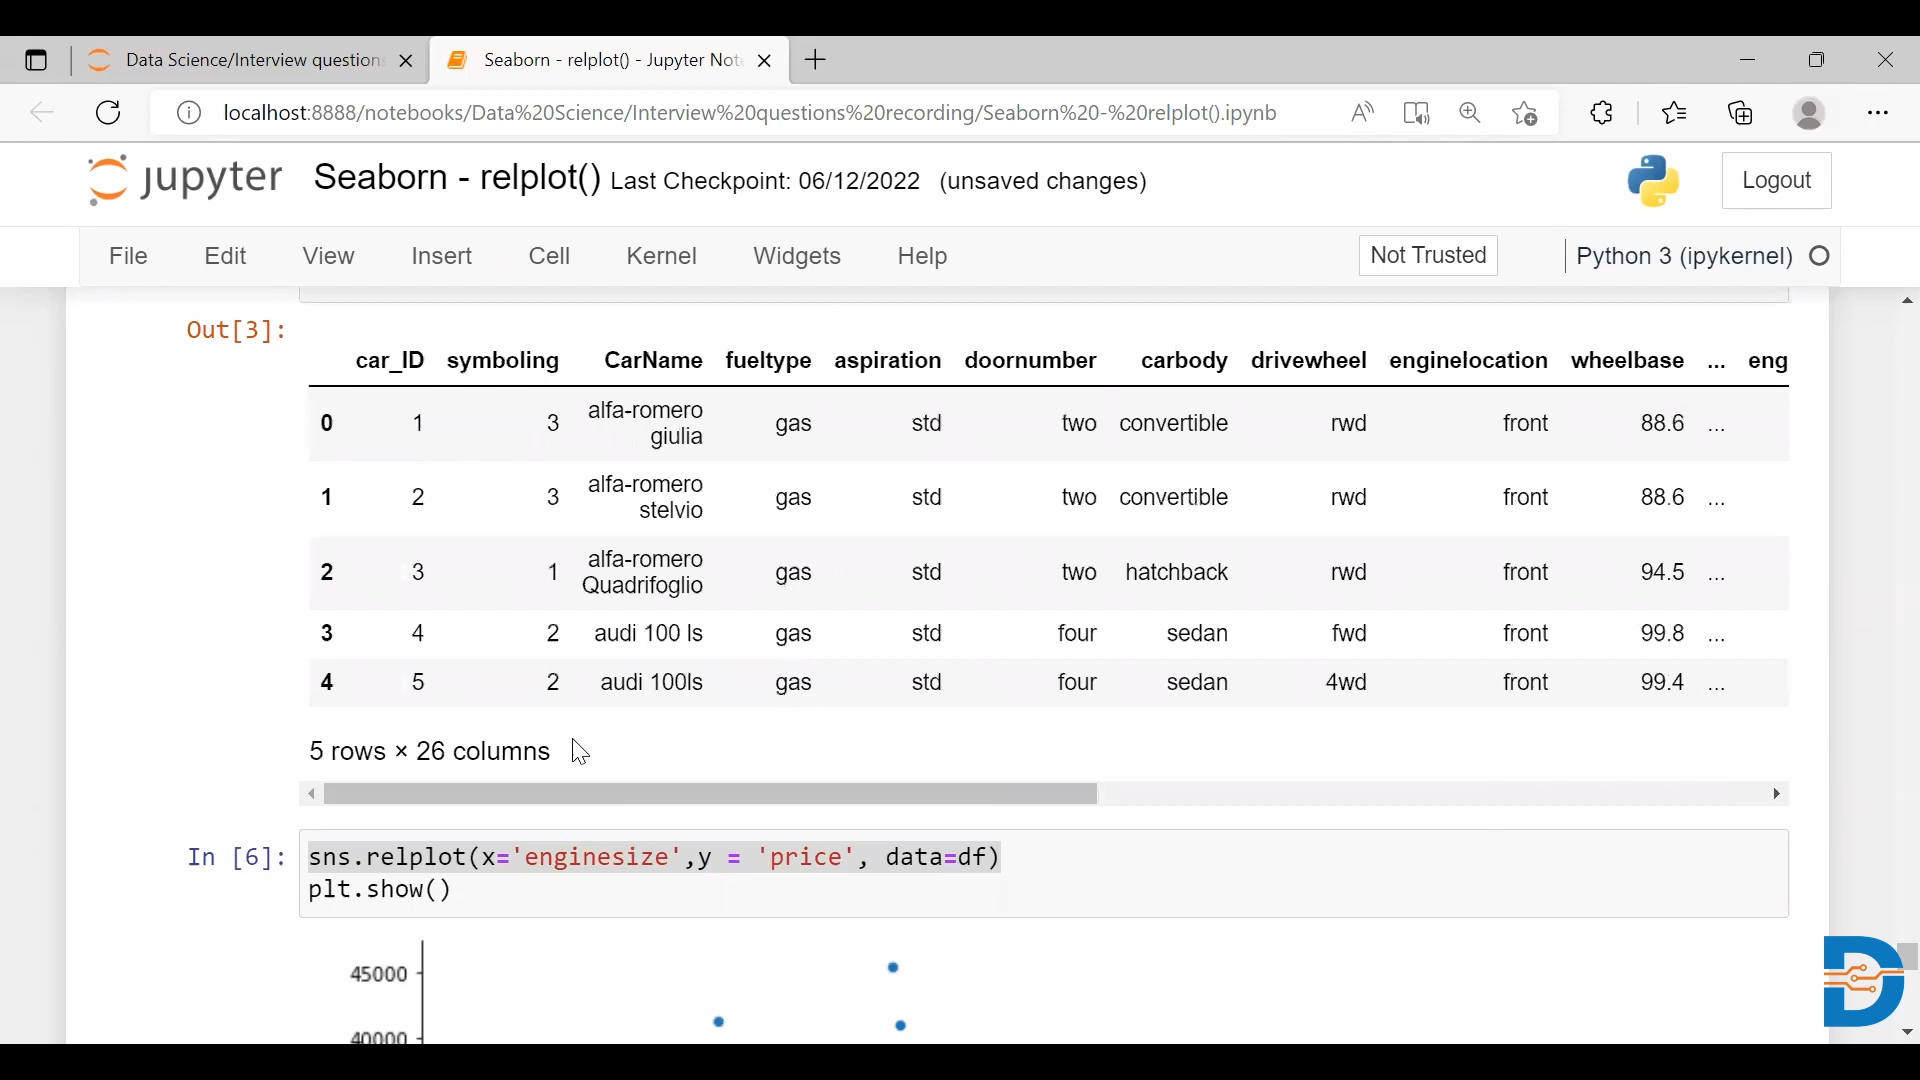 Data Science/Interview question
Seaborn - relplot() - Jupyter Not
localhost:8888/notebooks/Data%20Science/Interview%20questions%20recording/Seaborn%20-%20relplot().ipynb
jupyter Seaborn - relplot() Last Checkpoint: 06/12/2022 (unsaved changes)
Logout
File Edit View Insert Cell Kernel Widgets Help
Not Trusted
Python 3 (ipykernel)
Out[3]:
car_ID symboling CarName fueltype aspiration doornumber carbody drivewheel enginelocation wheelbase ... eng
0 1 3 alfa-romero giulia gas std two convertible rwd front 88.6 ...
1 2 3 alfa-romero stelvio gas std two convertible rwd front 88.6 ...
2 3 1 alfa-romero Quadrifoglio gas std two hatchback rwd front 94.5 ...
3 4 2 audi 100 ls gas std four sedan fwd front 99.8 ...
4 5 2 audi 100ls gas std four sedan 4wd front 99.4 ...
5 rows × 26 columns
In [6]: sns.relplot(x='enginesize',y = 'price', data=df)
plt.show()
45000
40000